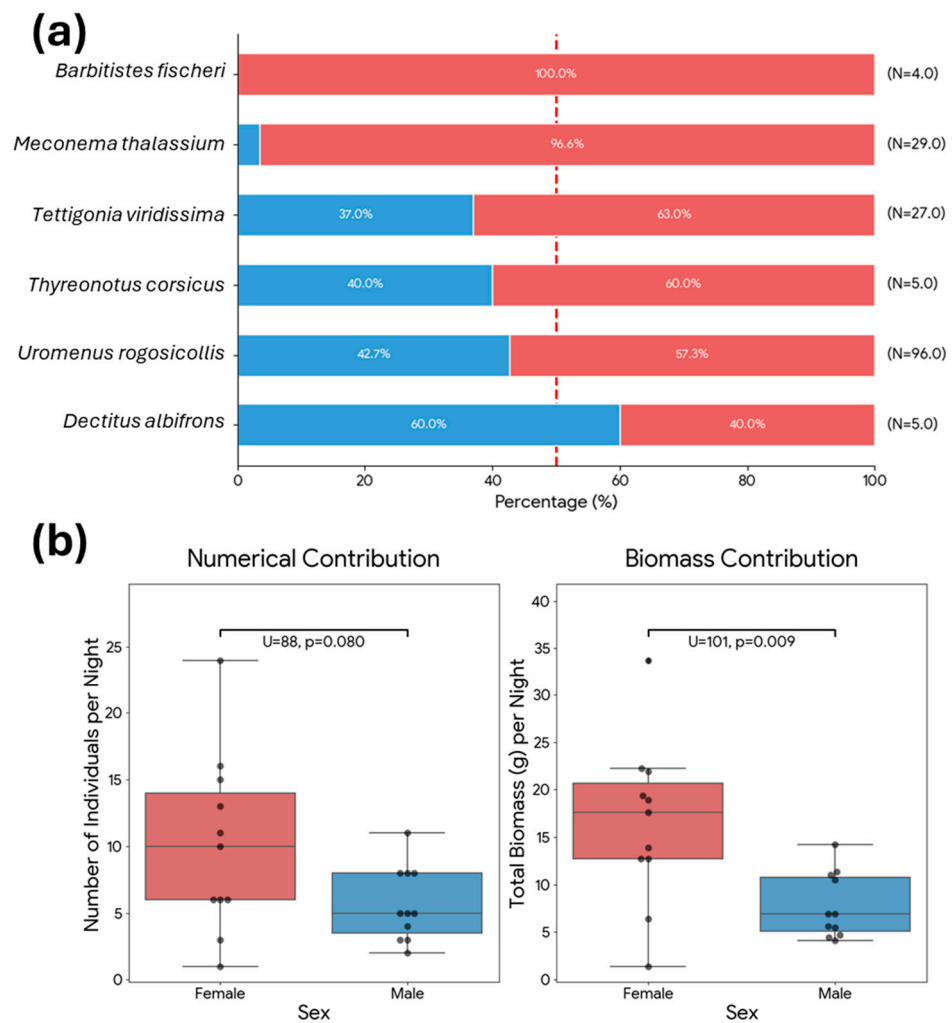 (a)
Barbitistes fischeri 100.0% (N=4.0)
Meconema thalassium 96.6% (N=29.0)
Tettigonia viridissima 37.0% 63.0% (N=27.0)
Thyreonotus corsicus 40.0% 60.0% (N=5.0)
Uromenus rogosicollis 42.7% 57.3% (N=96.0)
Dectitus albifrons 60.0% 40.0% (N=5.0)
0 20 40 60 80 100
Percentage (%)
(b)
Numerical Contribution
Number of Individuals per Night
25
20
15
10
5
0
U=88, p=0.080
Female Male
Sex
Biomass Contribution
Total Biomass (g) per Night
40
35
30
25
20
15
10
5
0
U=101, p=0.009
Female Male
Sex